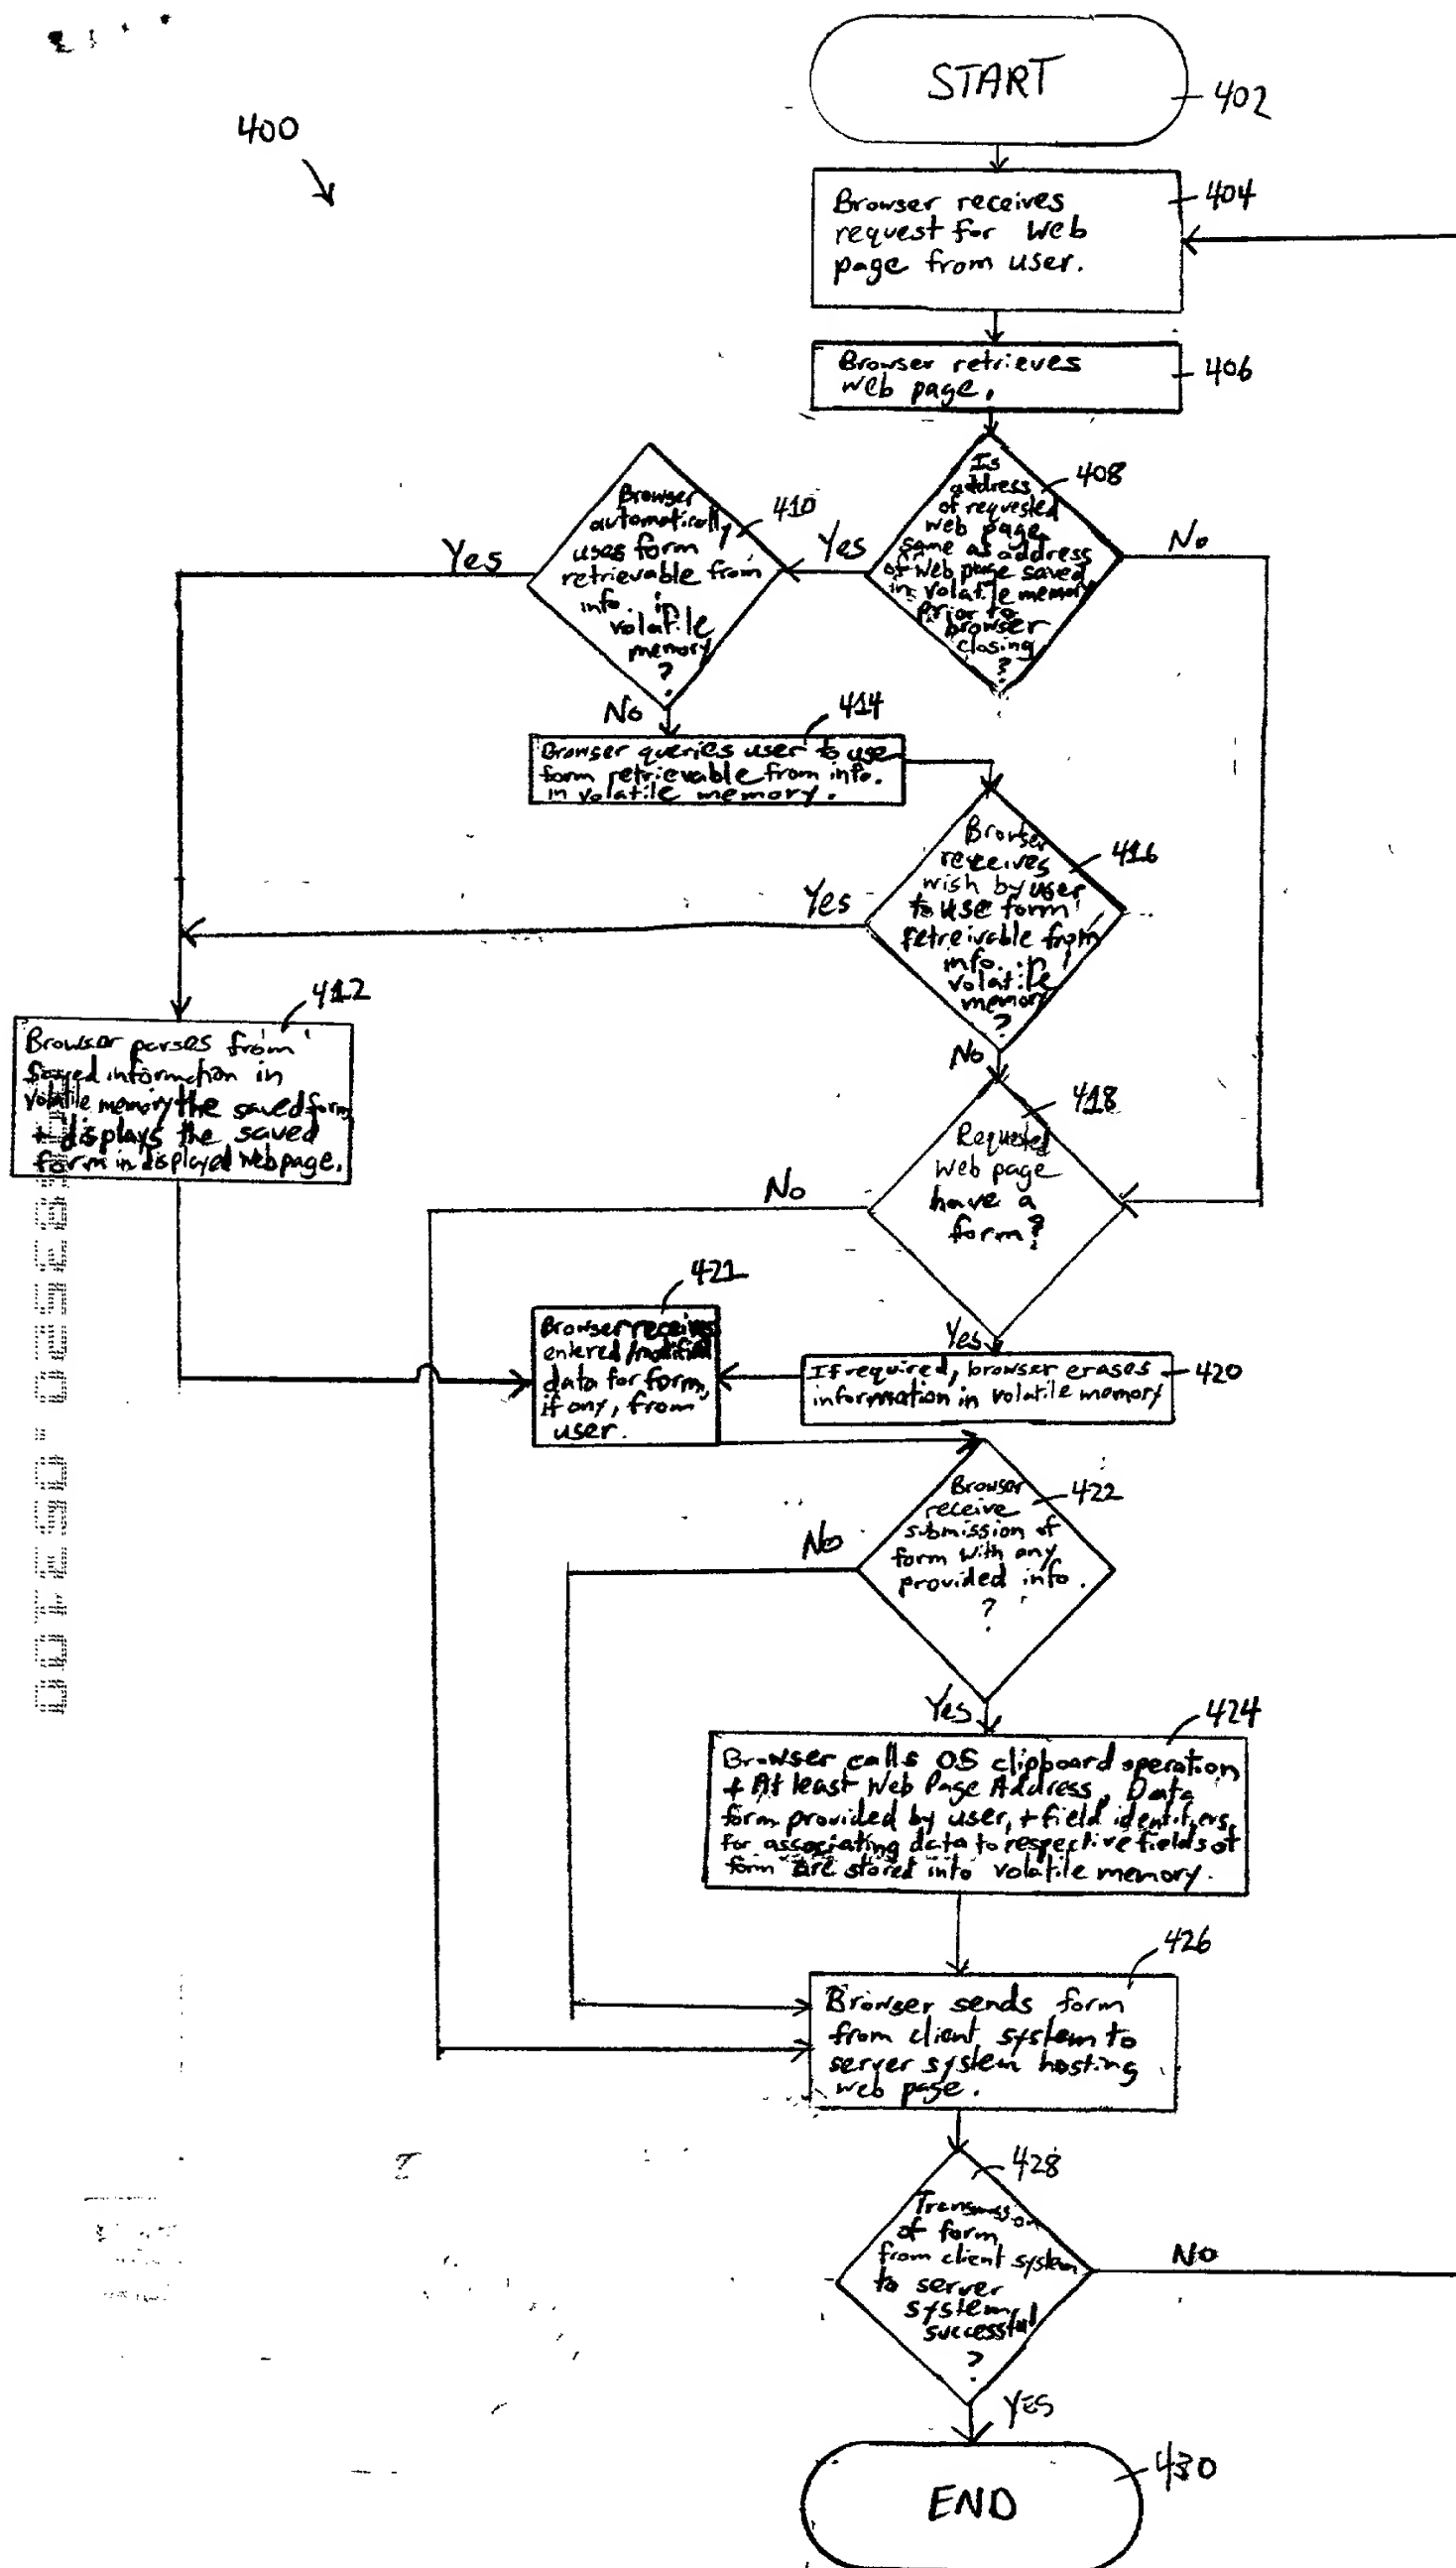 400
START
402
Browser receives
request for Web
page from user.
404
Browser retrieves
web page.
406
Is
address
of requested
web page
same as address
of web page saved
in volatile memory
prior to
browser
closing
?
408
Yes
No
Browser
automatically
uses form
retrievable from
info. in
volatile
memory
?
410
Yes
No
414
Browser queries user to use
form retrievable from info.
in volatile memory.
Browser
receives
wish by user
to use form
retreivable from
info. in
volatile
memory
?
416
Yes
No
412
Browser parses from
saved information in
volatile memory the saved form
+ displays the saved
form in displayed web page.
418
Requested
Web page
have a
form?
No
Yes
421
Browser receives
entered/modified
data for form,
if any, from
user.
If required, browser erases
information in volatile memory
420
Browser
receive
submission of
form with any
provided info.
?
422
No
Yes
424
Browser calls OS clipboard operation
+ At least Web Page Address, Data
form provided by user, + field identifiers
for associating data to respective fields of
form are stored into volatile memory.
426
Browser sends form
from client system to
server system hosting
web page.
428
Transmission
of form
from client system
to server
system
successful
?
NO
YES
END
430